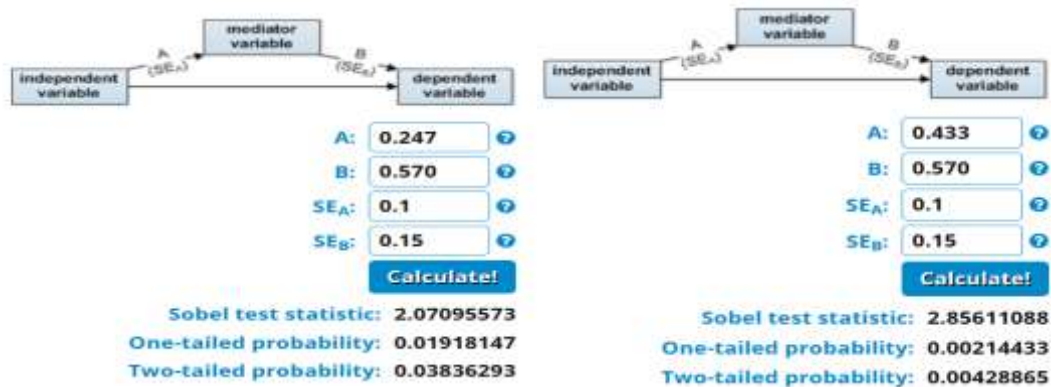 mediator
variable
A
(SEA)
B
(SEB)
independent
variable
dependent
variable
A: 0.247
B: 0.570
SEA: 0.1
SEB: 0.15
Calculate!
Sobel test statistic: 2.07095573
One-tailed probability: 0.01918147
Two-tailed probability: 0.03836293
mediator
variable
A
(SEA)
B
(SEB)
independent
variable
dependent
variable
A: 0.433
B: 0.570
SEA: 0.1
SEB: 0.15
Calculate!
Sobel test statistic: 2.85611088
One-tailed probability: 0.00214433
Two-tailed probability: 0.00428865